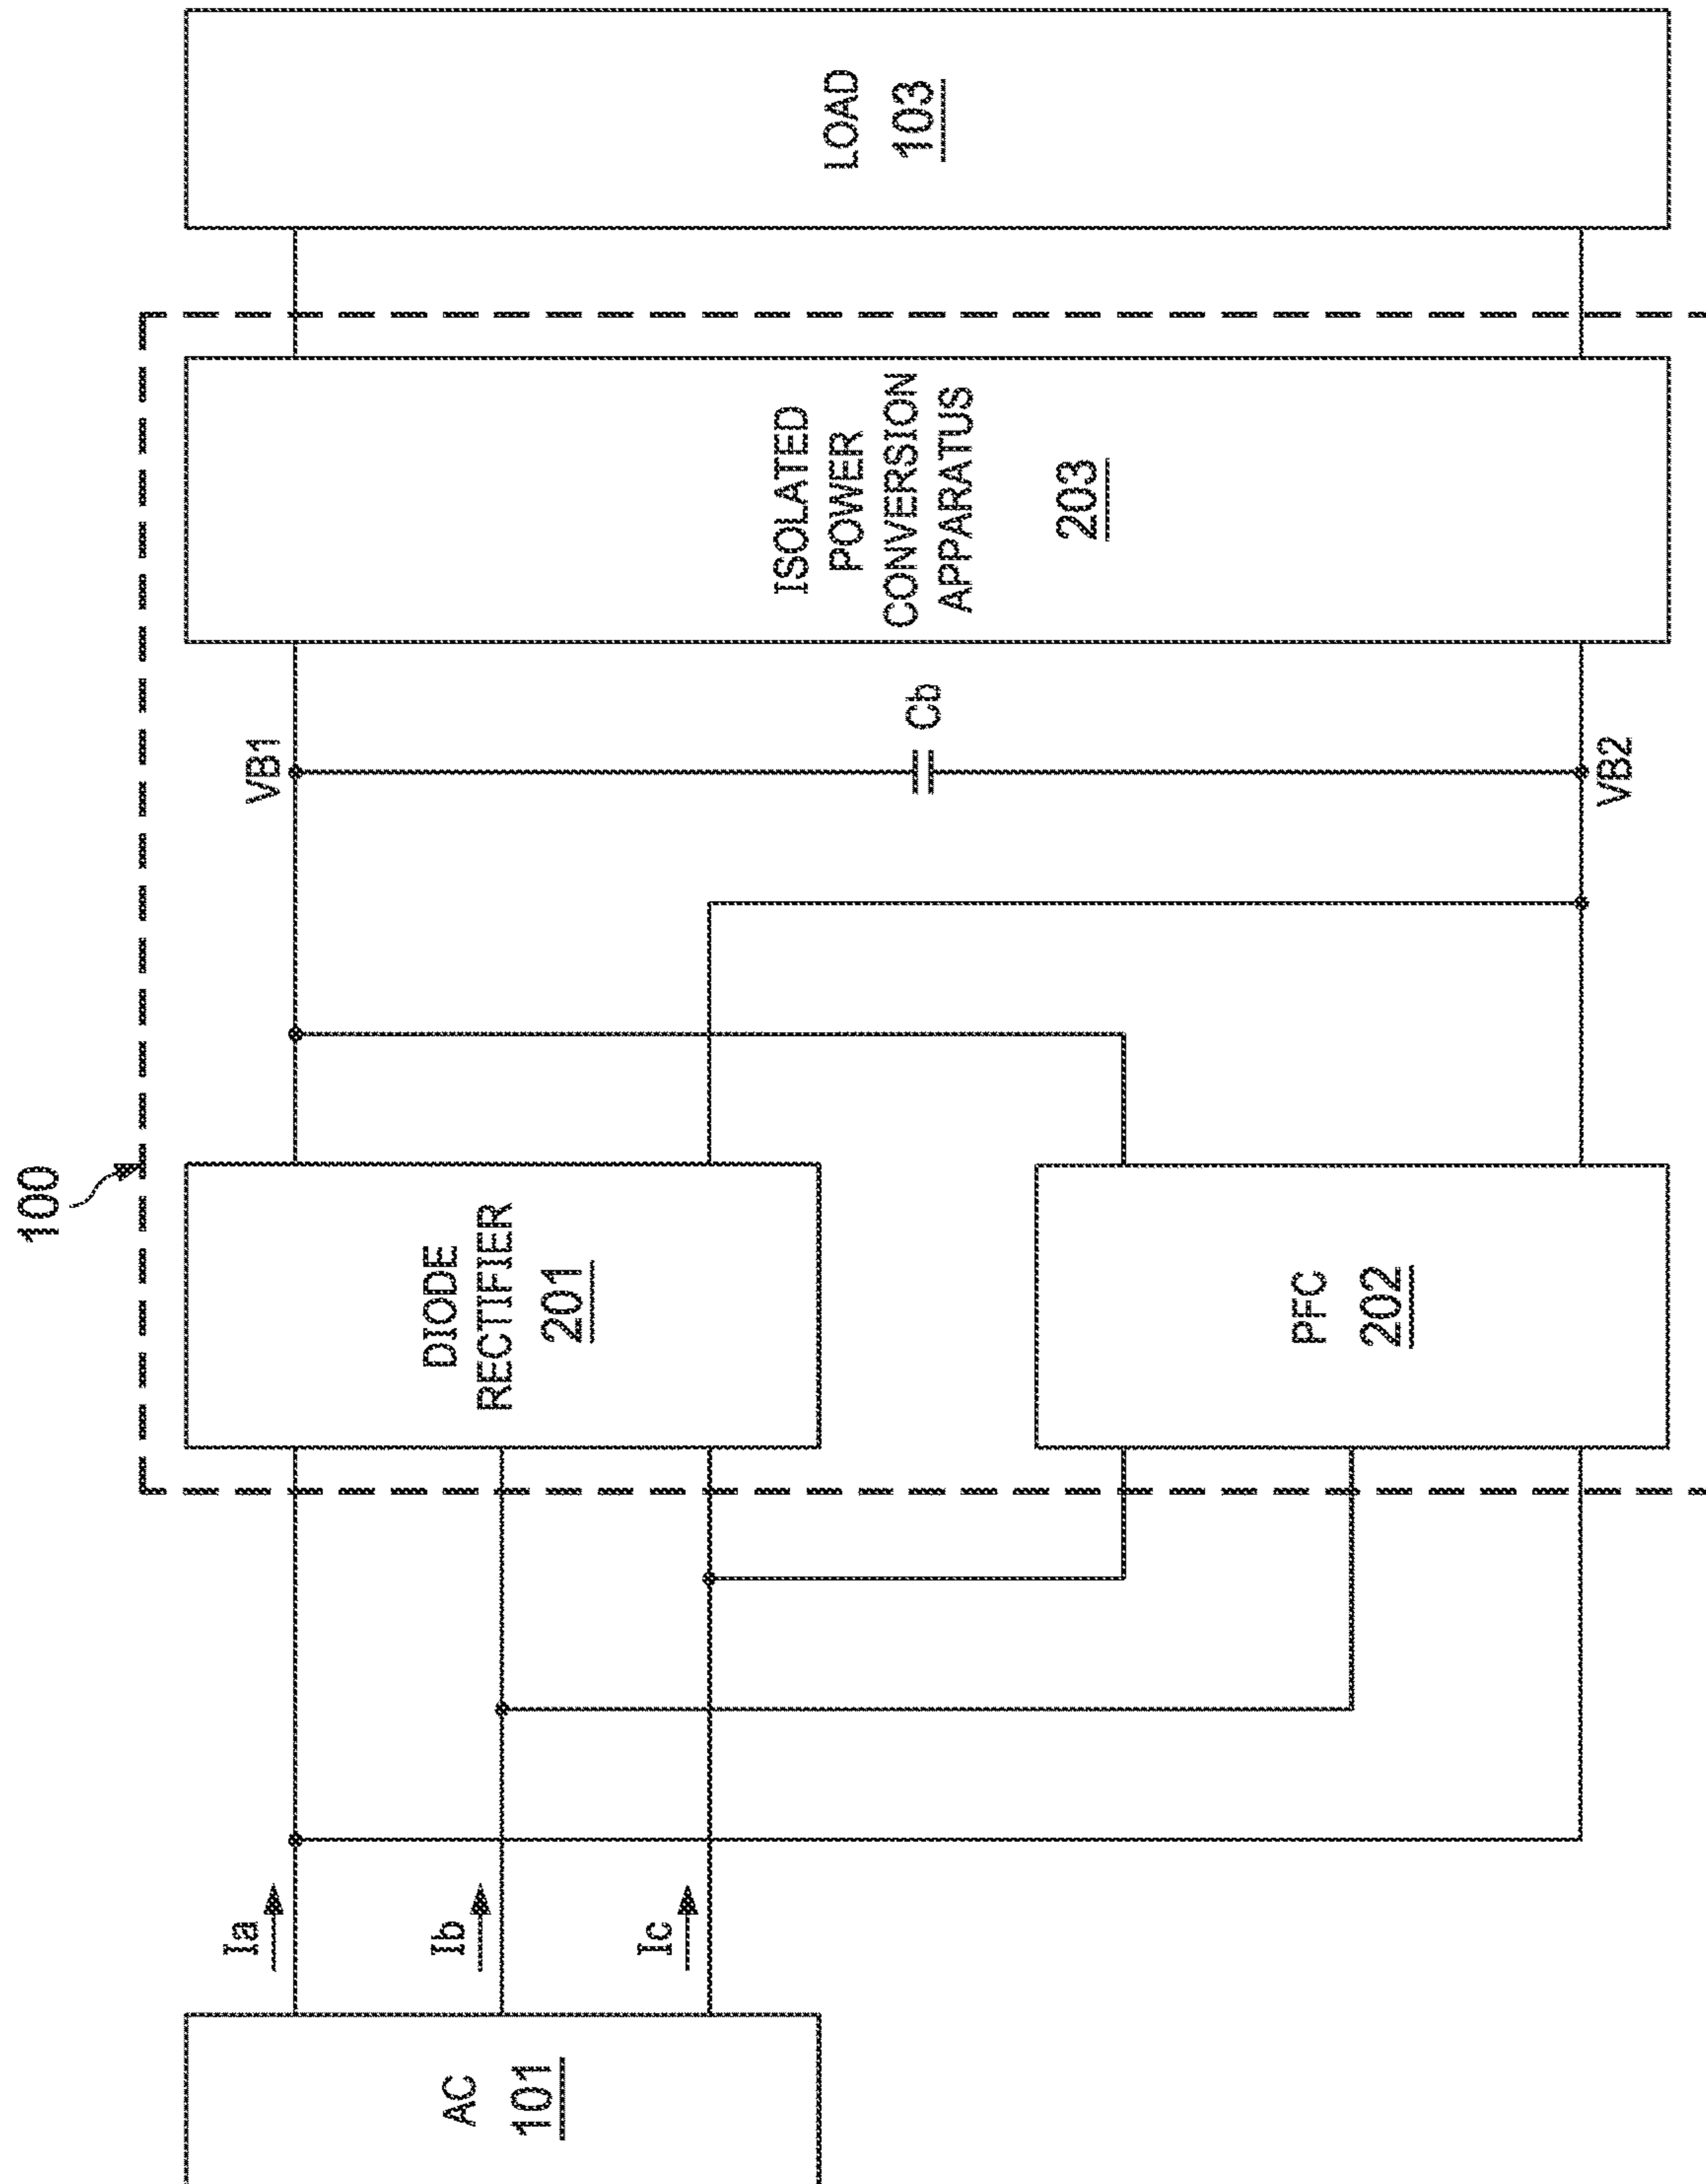 100
AC
101
Ia
Ib
Ic
DIODE
RECTIFIER
201
PFC
202
VB1
Cb
VB2
ISOLATED
POWER
CONVERSION
APPARATUS
203
LOAD
103